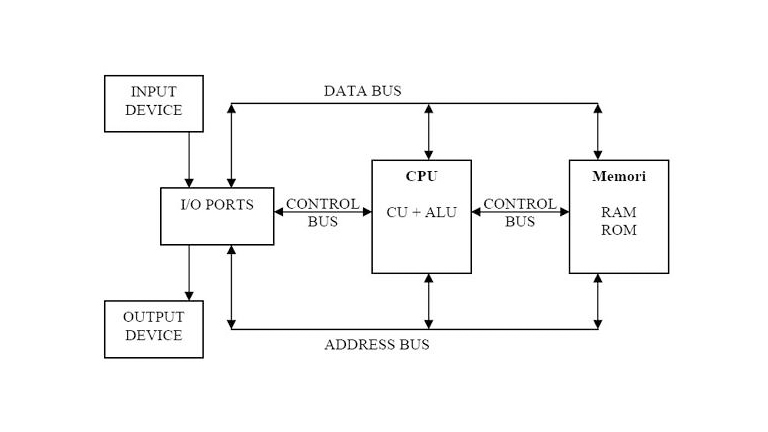 INPUT
DEVICE
DATA BUS
I/O PORTS
CONTROL
BUS
CPU
CU + ALU
CONTROL
BUS
Memori
RAM
ROM
OUTPUT
DEVICE
ADDRESS BUS